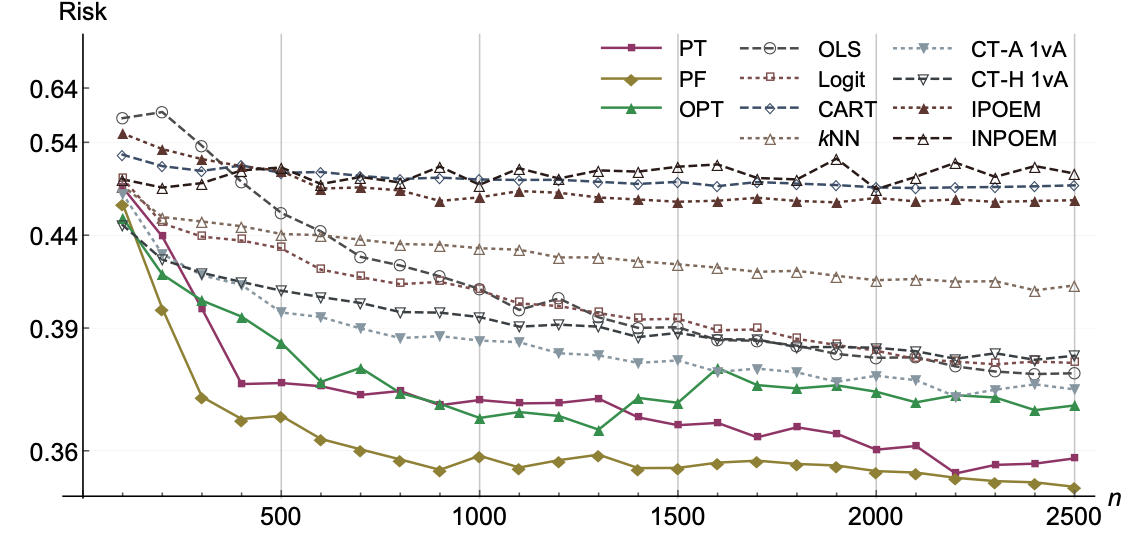 Risk
PT OLS CT-A 1vA
PF Logit CT-H 1vA
OPT CART IPOEM
kNN INPOEM
0.64
0.54
0.44
0.39
0.36
500 1000 1500 2000 2500 n